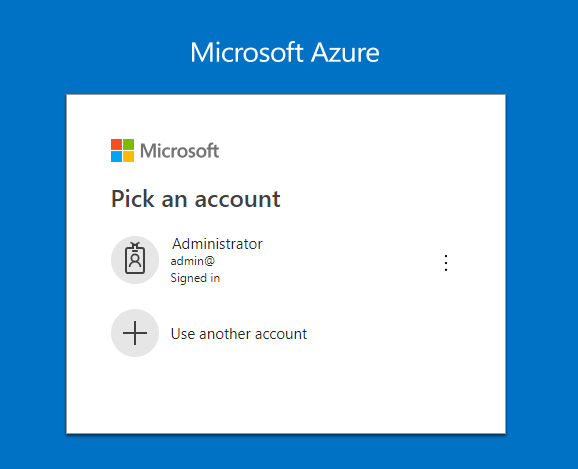 Microsoft Azure
Microsoft
Pick an account
Administrator
admin@
Signed in
Use another account